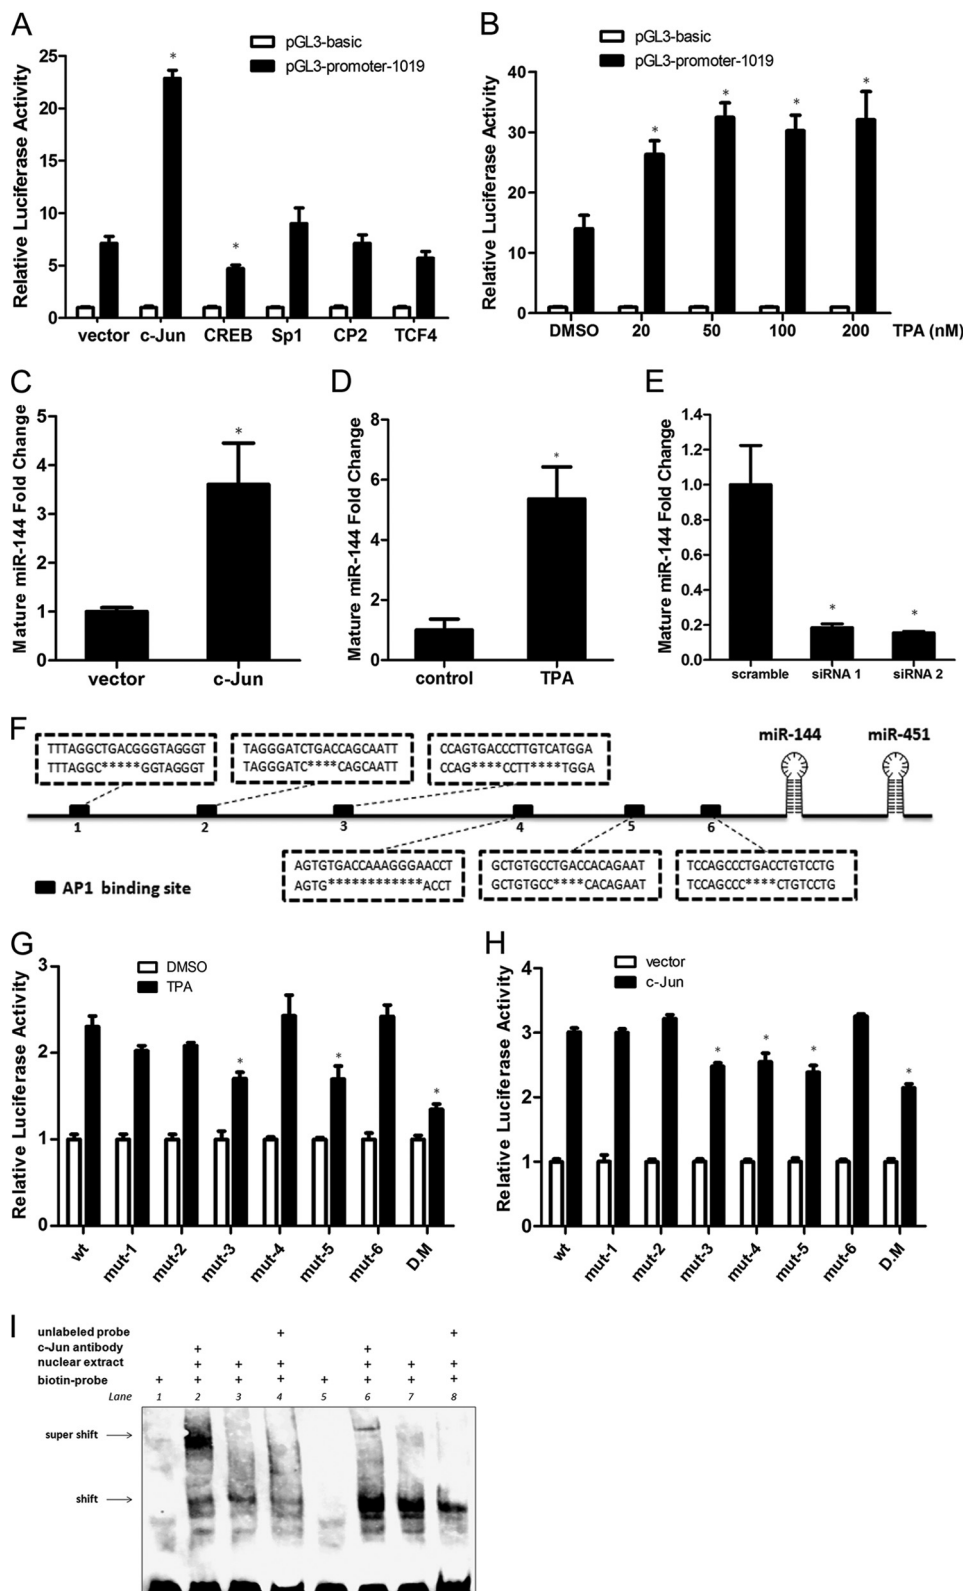 A
pGL3-basic
pGL3-promoter-1019
Relative Luciferase Activity
25
20
15
10
5
0
*
*
vector c-Jun CREB Sp1 CP2 TCF4
B
pGL3-basic
pGL3-promoter-1019
Relative Luciferase Activity
40
30
20
10
0
* * * *
DMSO 20 50 100 200 TPA (nM)
C
Mature miR-144 Fold Change
5
4
3
2
1
0
*
vector c-Jun
D
Mature miR-144 Fold Change
8
6
4
2
0
*
control TPA
E
Mature miR-144 Fold Change
1.4
1.2
1.0
0.8
0.6
0.4
0.2
0.0
* *
scramble siRNA 1 siRNA 2
F
TTTAGGCTGACGGGTAGGGT
TTTAGGC*****GGTAGGGT
TAGGGATCTGACCAGCAATT
TAGGGATC****CAGCAATT
CCAGTGACCCTTGTCATGGA
CCAG****CCTT****TGGA
miR-144 miR-451
1 2 3 4 5 6
AP1 binding site
AGTGTGACCAAAGGGAACCT
AGTG************ACCT
GCTGTGCCTGACCACAGAAT
GCTGTGCC****CACAGAAT
TCCAGCCCTGACCTGTCCTG
TCCAGCCC****CTGTCCTG
G
DMSO
TPA
Relative Luciferase Activity
3
2
1
0
* * *
wt mut-1 mut-2 mut-3 mut-4 mut-5 mut-6 D.M
H
vector
c-Jun
Relative Luciferase Activity
4
3
2
1
0
* * * *
wt mut-1 mut-2 mut-3 mut-4 mut-5 mut-6 D.M
I
unlabeled probe + +
c-Jun antibody + +
nuclear extract + + + + + +
biotin-probe + + + + + + + +
Lane 1 2 3 4 5 6 7 8
super shift
shift